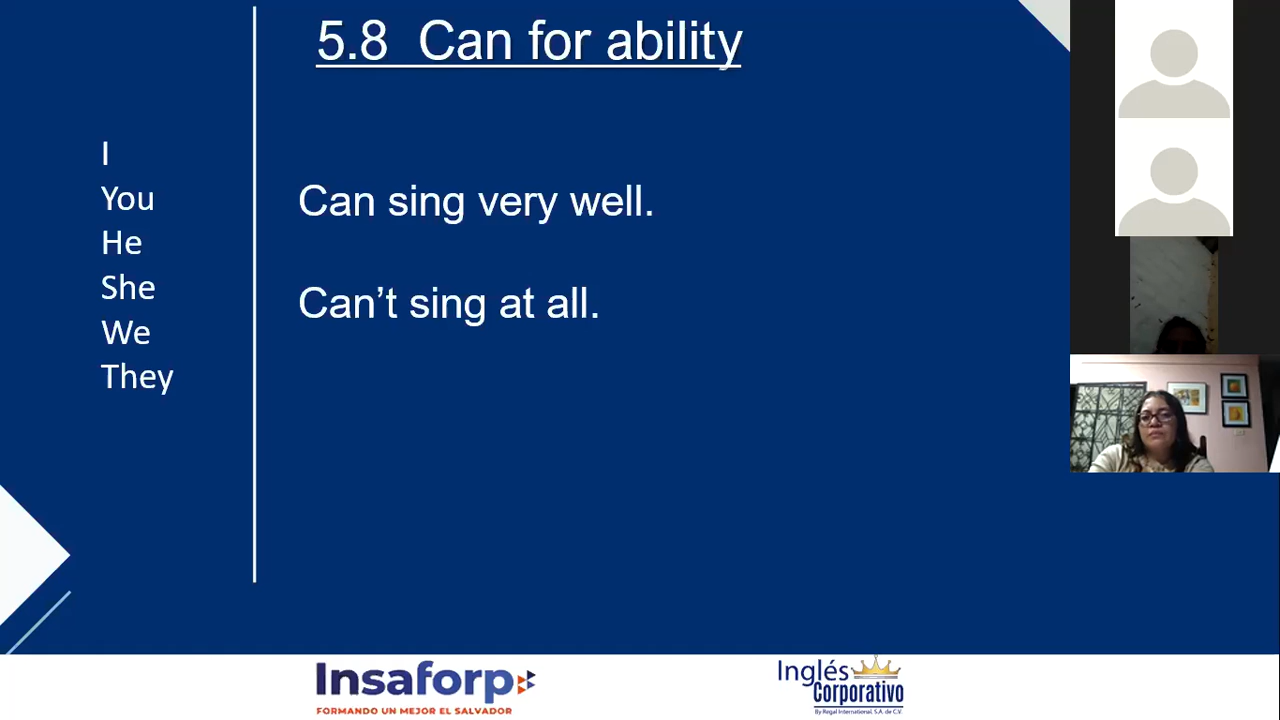 5.8 Can for ability
I
You
He
She
We
They
Can sing very well.
Can’t sing at all.
Insaforp
FORMANDO UN MEJOR EL SALVADOR
Inglés
Corporativo
By Regal International, S.A. de C.V.